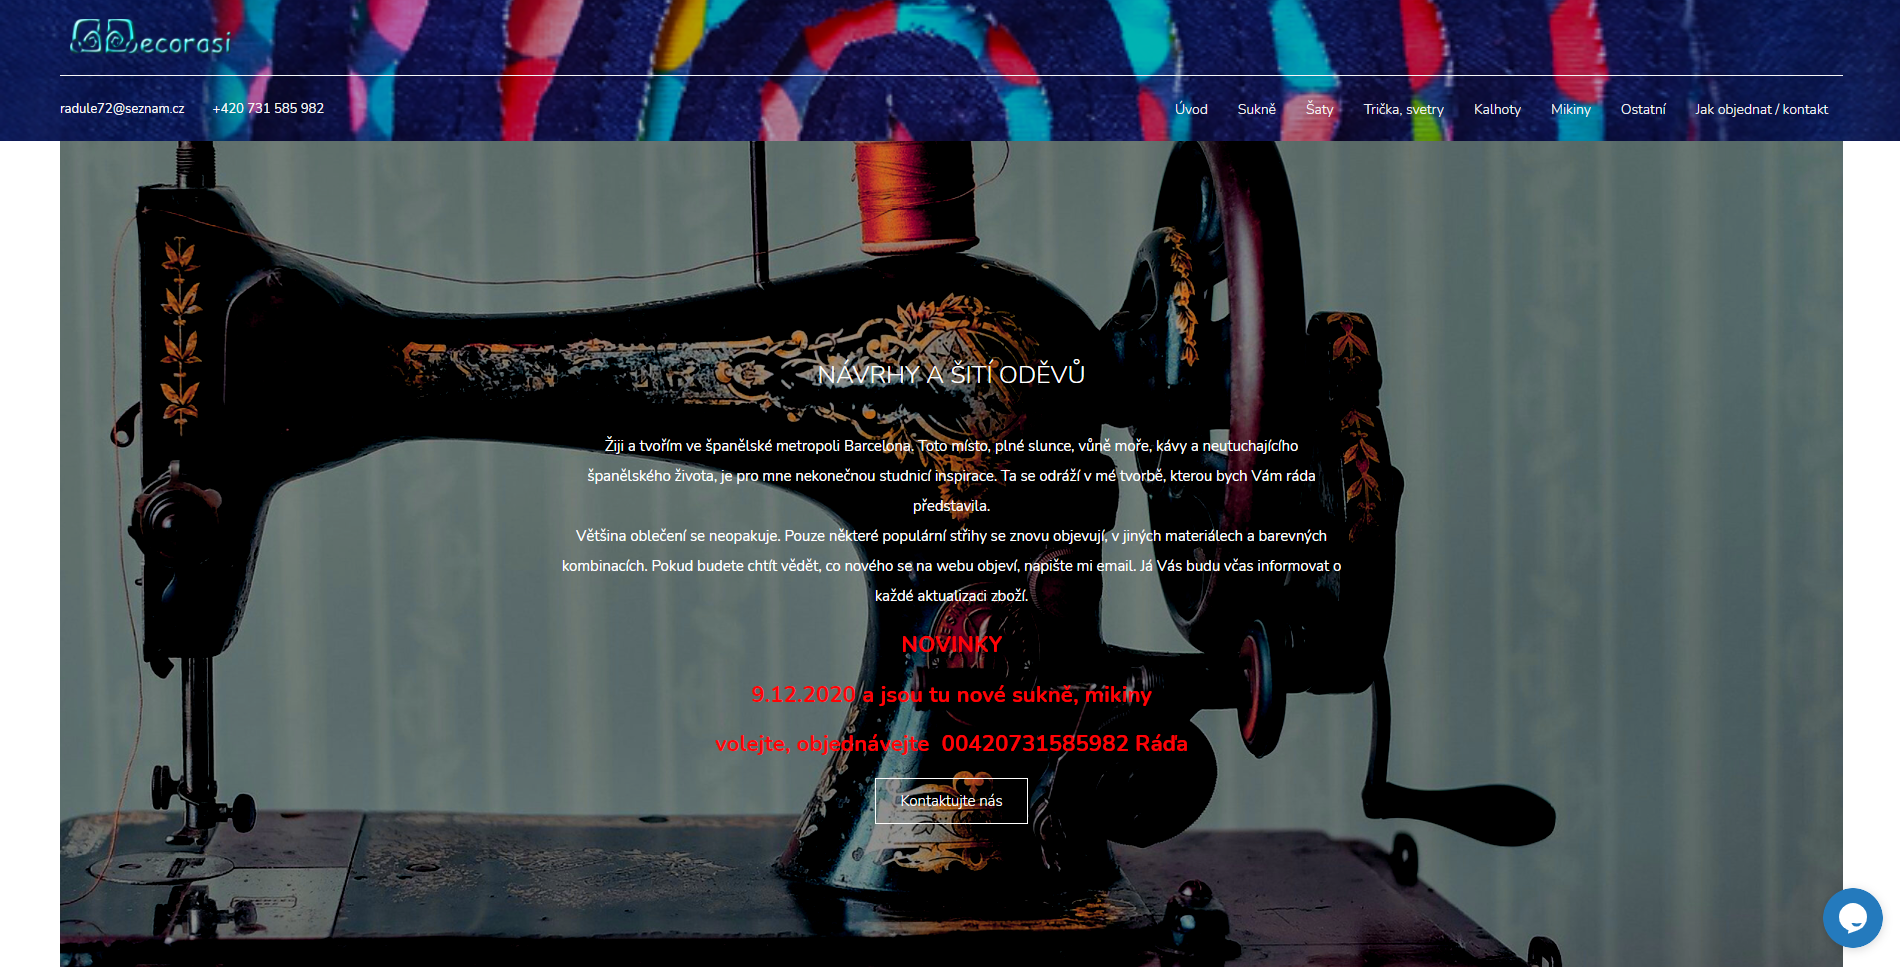 ecorasi
radule72@seznam.cz +420 731 585 982
Úvod Sukně Šaty Trička, svetry Kalhoty Mikiny Ostatní Jak objednat / kontakt
NÁVRHY A ŠITÍ ODĚVŮ
Žiji a tvořím ve španělské metropoli Barcelona. Toto místo, plné slunce, vůně moře, kávy a neutuchajícího
španělského života, je pro mne nekonečnou studnicí inspirace. Ta se odráží v mé tvorbě, kterou bych Vám ráda
představila.
Většina oblečení se neopakuje. Pouze některé populární střihy se znovu objevují, v jiných materiálech a barevných
kombinacích. Pokud budete chtít vědět, co nového se na webu objeví, napište mi email. Já Vás budu včas informovat o
každé aktualizaci zboží.
NOVINKY
9.12.2020 a jsou tu nové sukně, mikiny
volejte, objednávejte 00420731585982 Ráďa
Kontaktujte nás